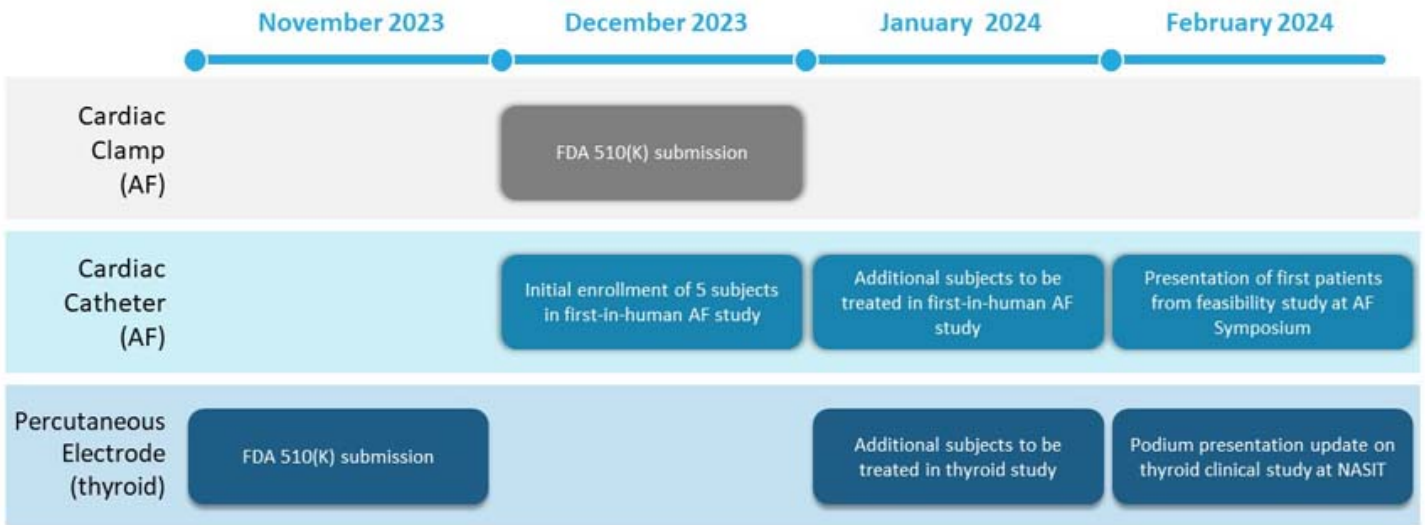 November 2023
December 2023
January 2024
February 2024
Cardiac
Clamp
(AF)
FDA 510(K) submission
Cardiac
Catheter
(AF)
Initial enrollment of 5 subjects
in first-in-human AF study
Additional subjects to be
treated in first-in-human AF
study
Presentation of first patients
from feasibility study at AF
Symposium
Percutaneous
Electrode
(thyroid)
FDA 510(K) submission
Additional subjects to be
treated in thyroid study
Podium presentation update on
thyroid clinical study at NASIT